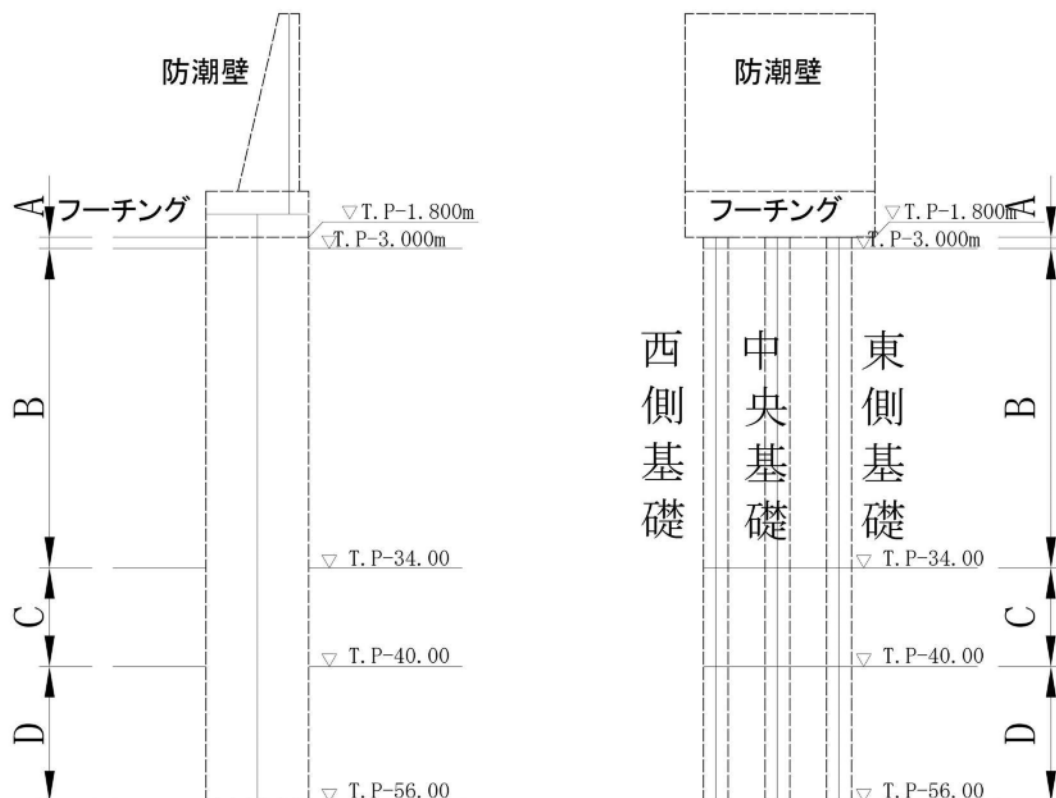 防潮壁
フーチング
A
▽T.P-1.800m
▽T.P-3.000m
B
▽ T.P-34.00
C
▽ T.P-40.00
D
▽ T.P-56.00
防潮壁
フーチング
▽T.P-1.800m
A
▽T.P-3.000m
西側基礎
中央基礎
東側基礎
B
▽ T.P-34.00
C
▽ T.P-40.00
D
▽ T.P-56.00